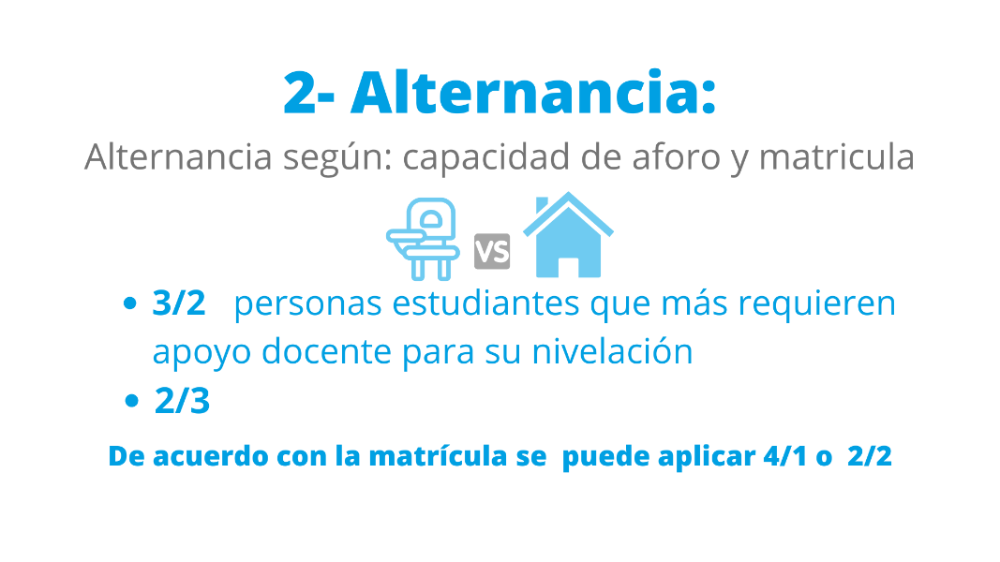 2- Alternancia:
Alternancia según: capacidad de aforo y matricula
VS
• 3/2 personas estudiantes que más requieren
apoyo docente para su nivelación
• 2/3
De acuerdo con la matrícula se puede aplicar 4/1 o 2/2